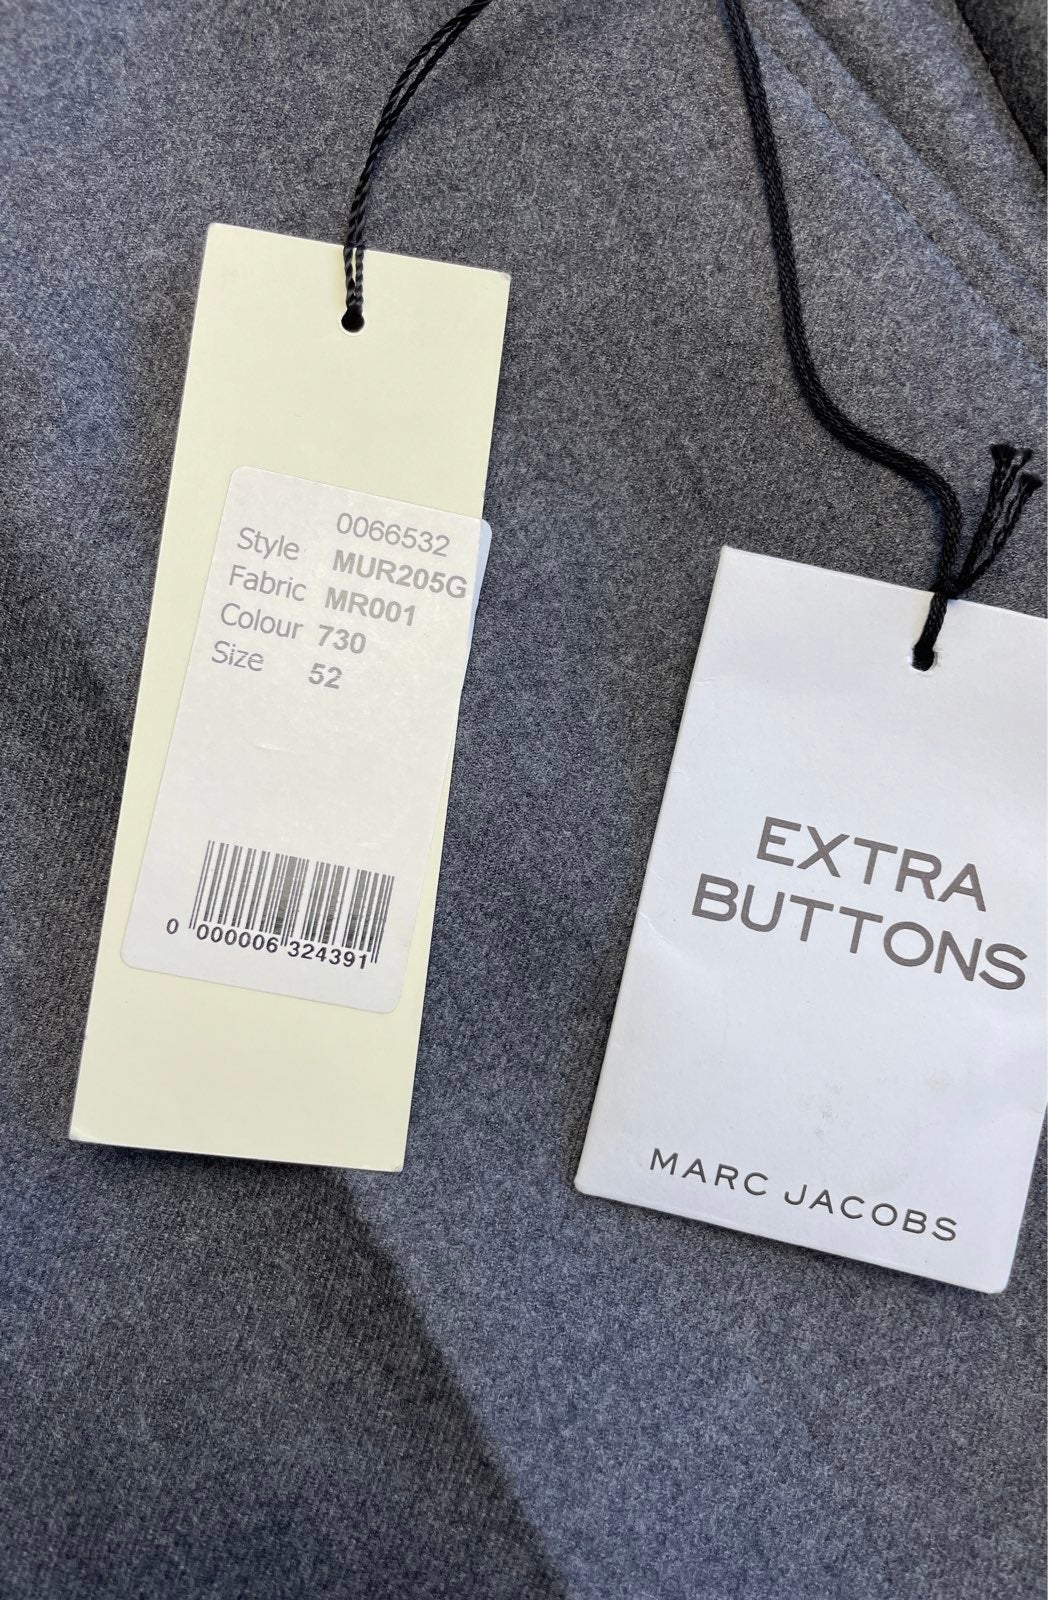 0066532
Style MUR205G
Fabric MR001
Colour 730
Size 52
0 000006 324391
EXTRA
BUTTONS
MARC JACOBS